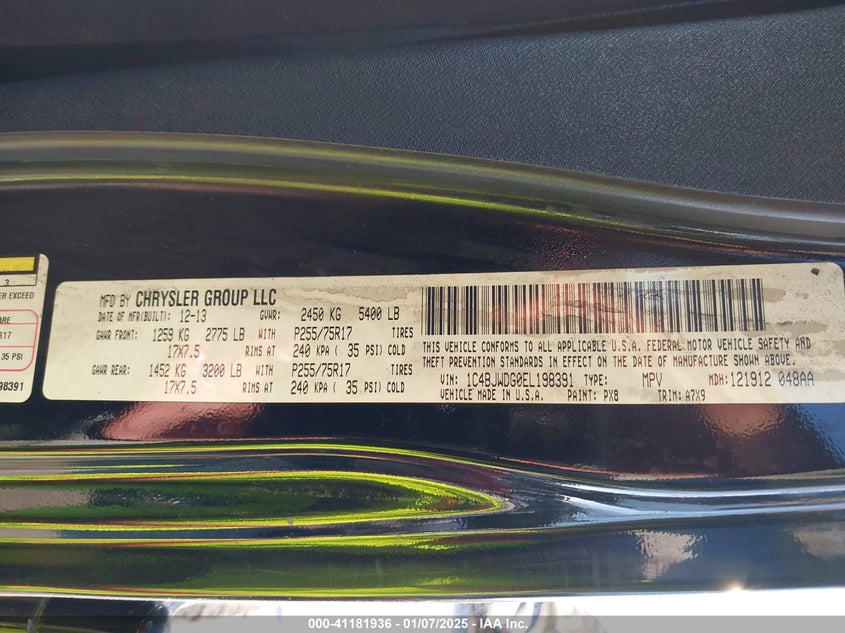 3
ER EXCEED
ARE
R17
35 PSI
98391
MFD BY CHRYSLER GROUP LLC
DATE OF MFR(BUILT): 12-13 GVWR: 2450 KG 5400 LB
GAWR FRONT: 1259 KG 2775 LB WITH P255/75R17 TIRES
17X7.5 RIMS AT 240 KPA ( 35 PSI) COLD
GAWR REAR: 1452 KG 3200 LB WITH P255/75R17 TIRES
17X7.5 RIMS AT 240 KPA ( 35 PSI) COLD
THIS VEHICLE CONFORMS TO ALL APPLICABLE U.S.A. FEDERAL MOTOR VEHICLE SAFETY AND
THEFT PREVENTION STANDARDS IN EFFECT ON THE DATE OF MANUFACTURE SHOWN ABOVE.
VIN: 1C4BJWDG0EL198391 TYPE: MPV MDH: 121912 048AA
VEHICLE MADE IN U.S.A. PAINT: PX8 TRIM: A7X9
000-41181936 - 01/07/2025 - IAA Inc.